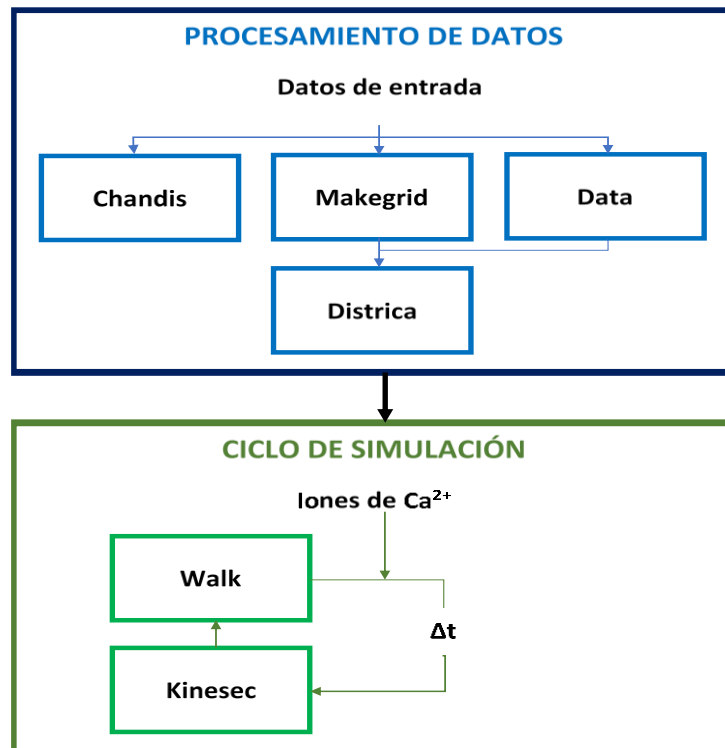 PROCESAMIENTO DE DATOS
Datos de entrada
Chandis
Makegrid
Data
Districa
CICLO DE SIMULACIÓN
Iones de Ca²⁺
Walk
Δt
Kinesec